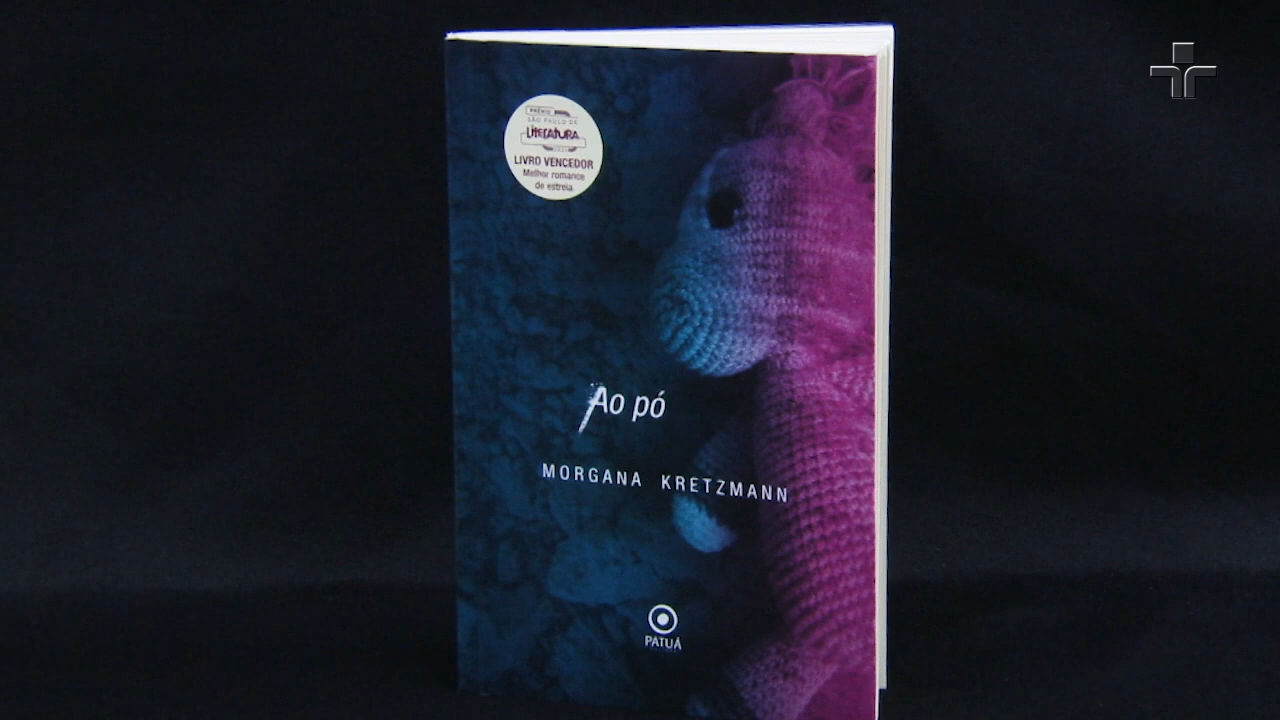 PRÊMIO
SÃO PAULO DE
LITERATURA
LIVRO VENCEDOR
Melhor romance
de estreia
Ao pó
MORGANA KRETZMANN
PATUÁ